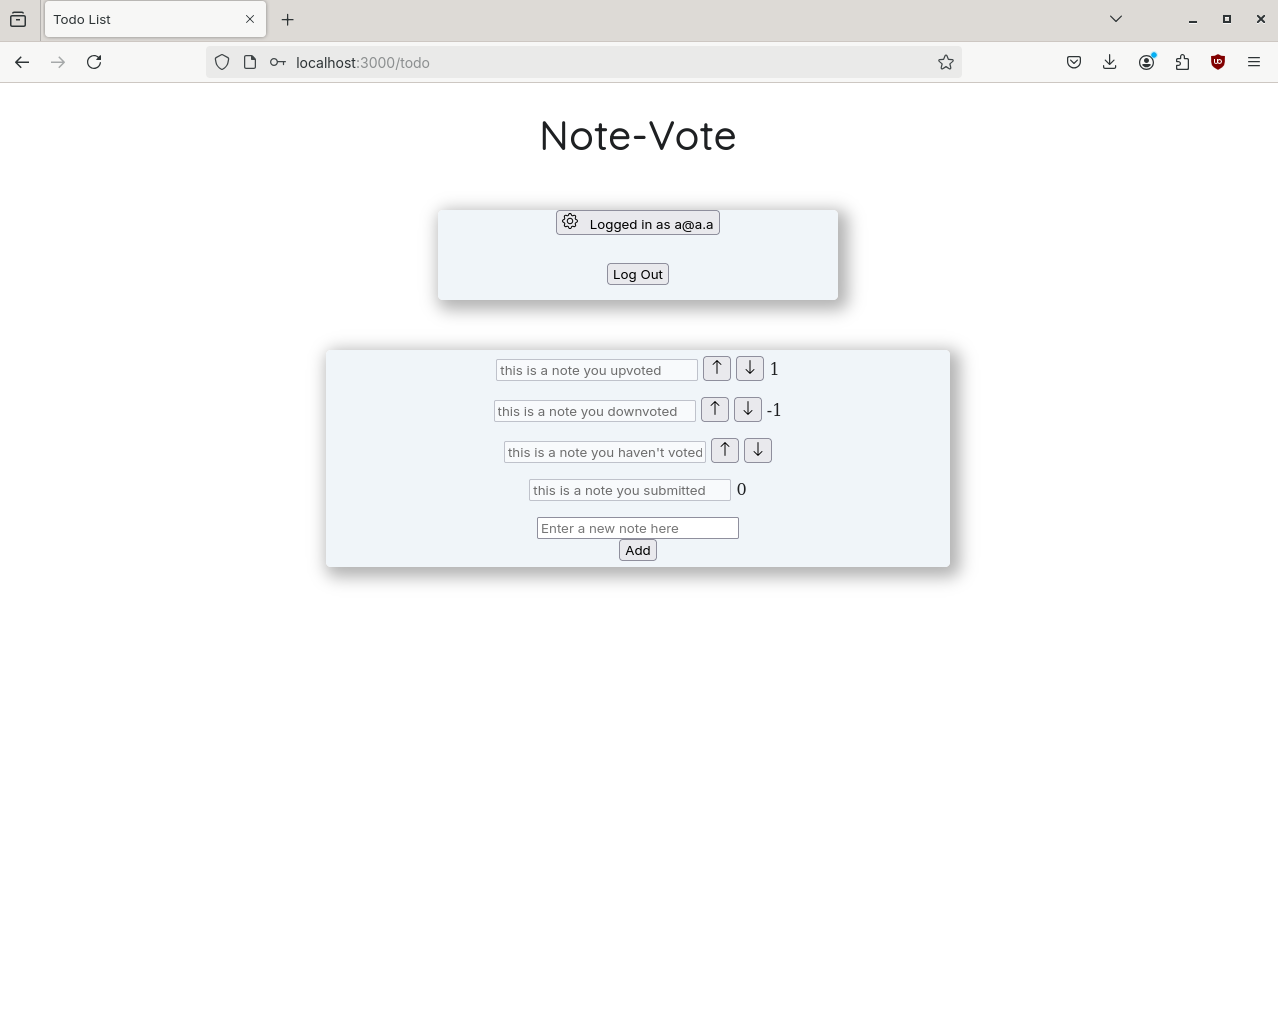 Todo List
localhost:3000/todo
Note-Vote
Logged in as a@a.a
Log Out
this is a note you upvoted 1
this is a note you downvoted -1
this is a note you haven't voted
this is a note you submitted 0
Enter a new note here
Add